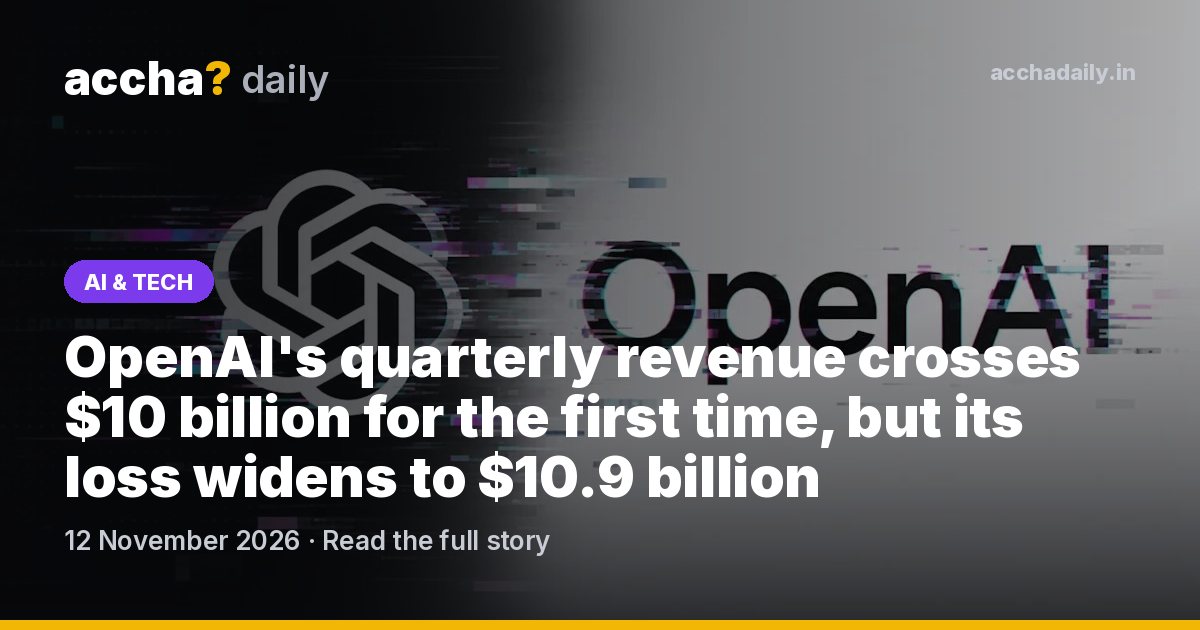 accha? daily
acchadaily.in
OpenAI
AI & TECH
OpenAI's quarterly revenue crosses
$10 billion for the first time, but its
loss widens to $10.9 billion
12 November 2026 · Read the full story